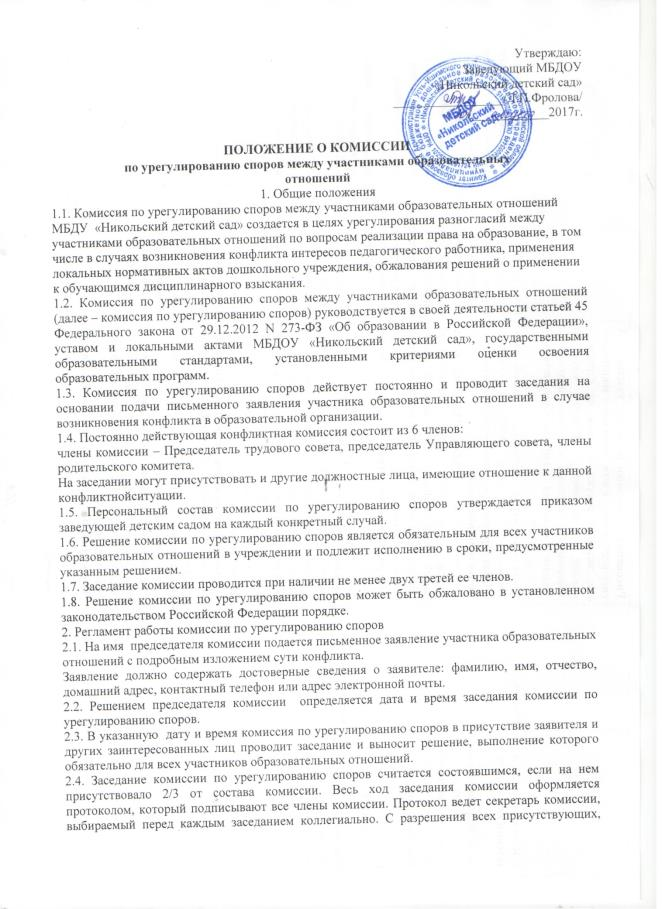 Утверждаю:
Заведующий МБДОУ
«Никольский детский сад»
/Л.П.Фролова/
2017г.
МБДОУ
«Никольский
детский сад»
ПОЛОЖЕНИЕ О КОМИССИИ
по урегулированию споров между участниками образовательных
отношений
1. Общие положения
1.1. Комиссия по урегулированию споров между участниками образовательных отношений
МБДУ «Никольский детский сад» создается в целях урегулирования разногласий между
участниками образовательных отношений по вопросам реализации права на образование, в том
числе в случаях возникновения конфликта интересов педагогического работника, применения
локальных нормативных актов дошкольного учреждения, обжалования решений о применении
к обучающимся дисциплинарного взыскания.
1.2. Комиссия по урегулированию споров между участниками образовательных отношений
(далее – комиссия по урегулированию споров) руководствуется в своей деятельности статьей 45
Федерального закона от 29.12.2012 N 273-ФЗ «Об образовании в Российской Федерации»,
уставом и локальными актами МБДОУ «Никольский детский сад», государственными
образовательными стандартами, установленными критериями оценки освоения
образовательных программ.
1.3. Комиссия по урегулированию споров действует постоянно и проводит заседания на
основании подачи письменного заявления участника образовательных отношений в случае
возникновения конфликта в образовательной организации.
1.4. Постоянно действующая конфликтная комиссия состоит из 6 членов:
члены комиссии – Председатель трудового совета, председатель Управляющего совета, члены
родительского комитета.
На заседании могут присутствовать и другие должностные лица, имеющие отношение к данной
конфликтнойситуации.
1.5. Персональный состав комиссии по урегулированию споров утверждается приказом
заведующей детским садом на каждый конкретный случай.
1.6. Решение комиссии по урегулированию споров является обязательным для всех участников
образовательных отношений в учреждении и подлежит исполнению в сроки, предусмотренные
указанным решением.
1.7. Заседание комиссии проводится при наличии не менее двух третей ее членов.
1.8. Решение комиссии по урегулированию споров может быть обжаловано в установленном
законодательством Российской Федерации порядке.
2. Регламент работы комиссии по урегулированию споров
2.1. На имя председателя комиссии подается письменное заявление участника образовательных
отношений с подробным изложением сути конфликта.
Заявление должно содержать достоверные сведения о заявителе: фамилию, имя, отчество,
домашний адрес, контактный телефон или адрес электронной почты.
2.2. Решением председателя комиссии определяется дата и время заседания комиссии по
урегулированию споров.
2.3. В указанную дату и время комиссия по урегулированию споров в присутствие заявителя и
других заинтересованных лиц проводит заседание и выносит решение, выполнение которого
обязательно для всех участников образовательных отношений.
2.4. Заседание комиссии по урегулированию споров считается состоявшимся, если на нем
присутствовало 2/3 от состава комиссии. Весь ход заседания комиссии оформляется
протоколом, который подписывают все члены комиссии. Протокол ведет секретарь комиссии,
выбираемый перед каждым заседанием коллегиально. С разрешения всех присутствующих,